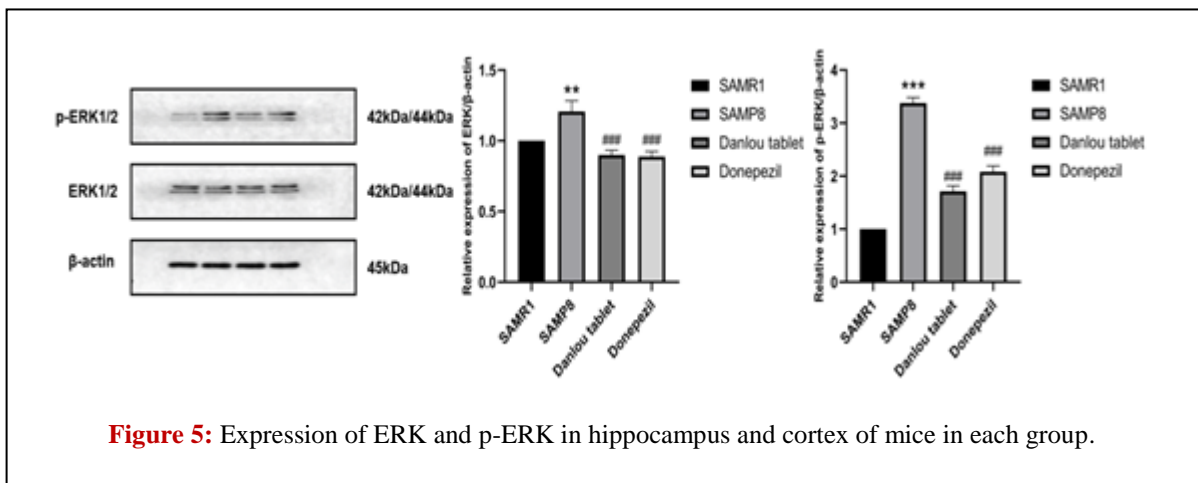 p-ERK1/2
42kDa/44kDa
ERK1/2
42kDa/44kDa
β-actin
45kDa
Relative expression of ERK/β-actin
1.5
1.0
0.5
0.0
**
###
###
SAMR1
SAMP8
Danlou tablet
Donepezil
SAMR1
SAMP8
Danlou tablet
Donepezil
Relative expression of p-ERK/β-actin
4
3
2
1
0
***
###
###
SAMR1
SAMP8
Danlou tablet
Donepezil
SAMR1
SAMP8
Danlou tablet
Donepezil
Figure 5: Expression of ERK and p-ERK in hippocampus and cortex of mice in each group.